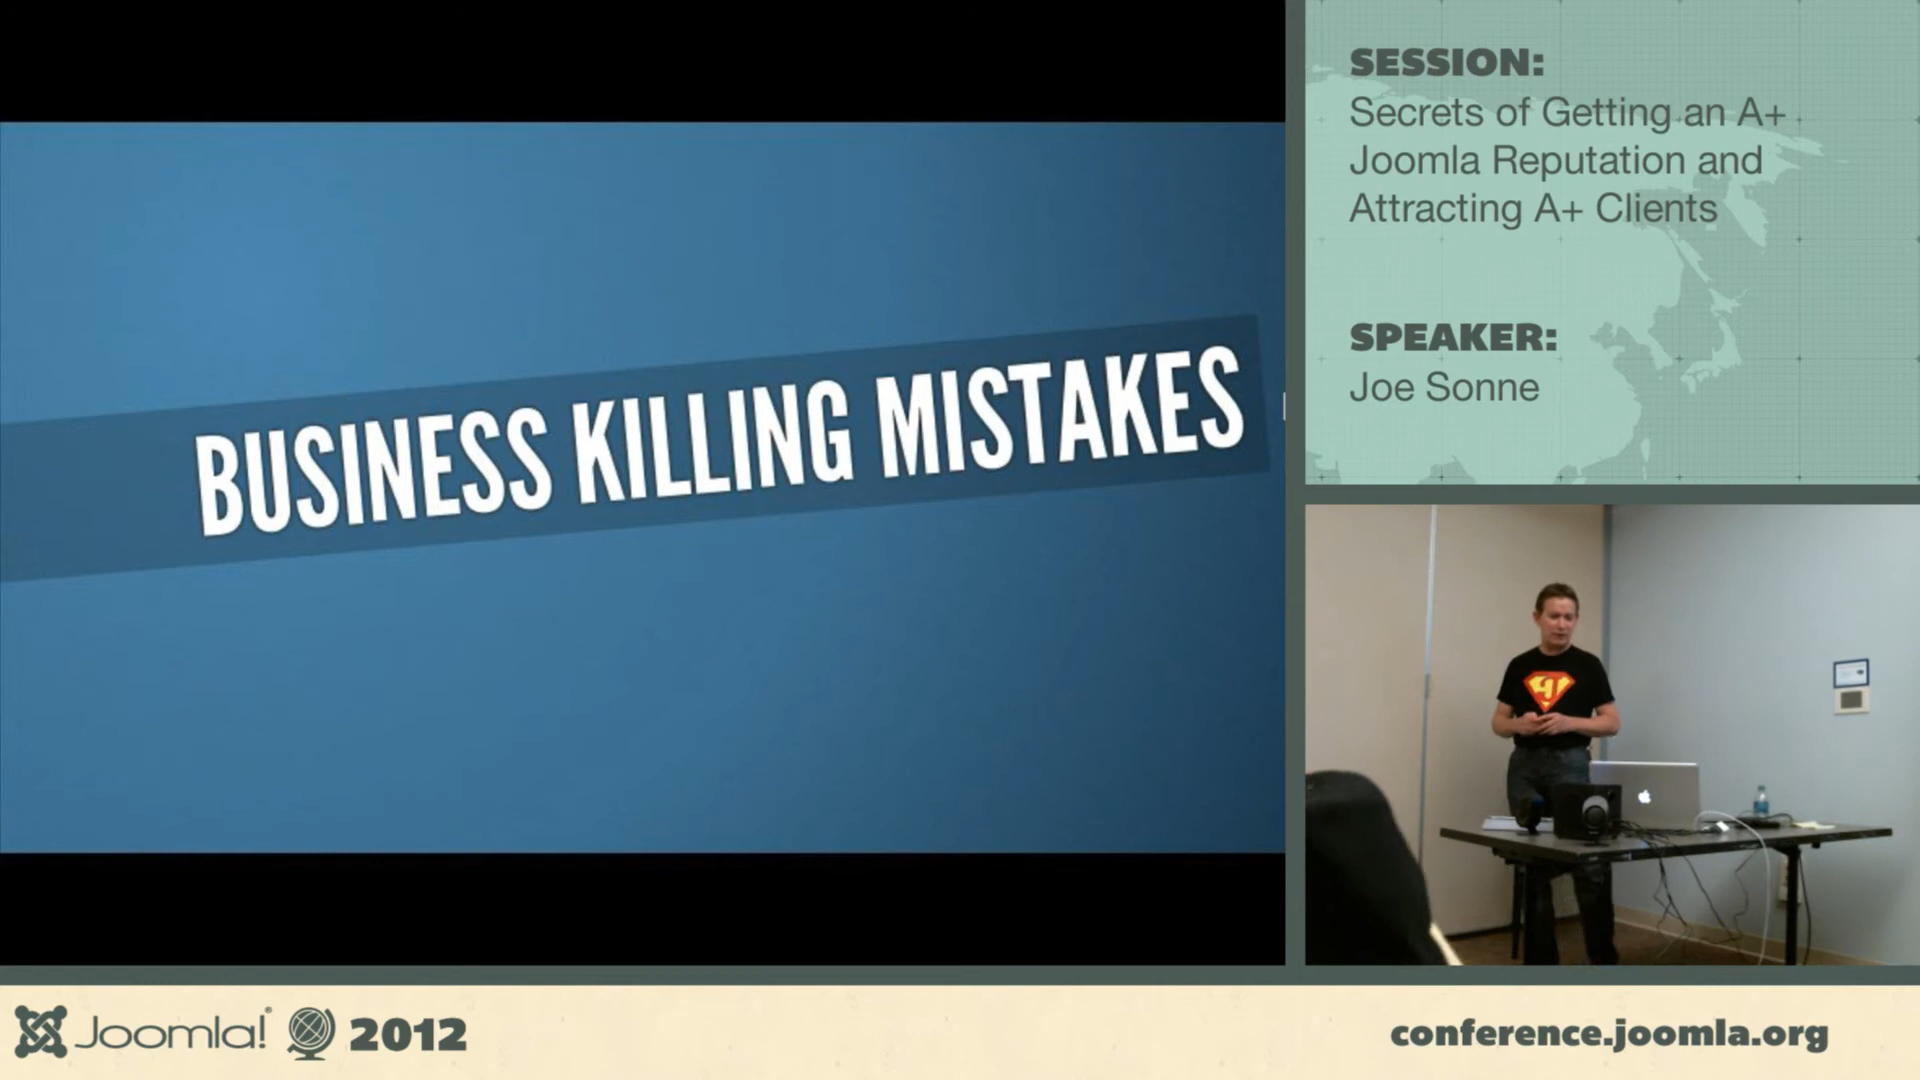 BUSINESS KILLING MISTAKES
SESSION:
Secrets of Getting an A+
Joomla Reputation and
Attracting A+ Clients
SPEAKER:
Joe Sonne
Joomla!® 2012
conference.joomla.org